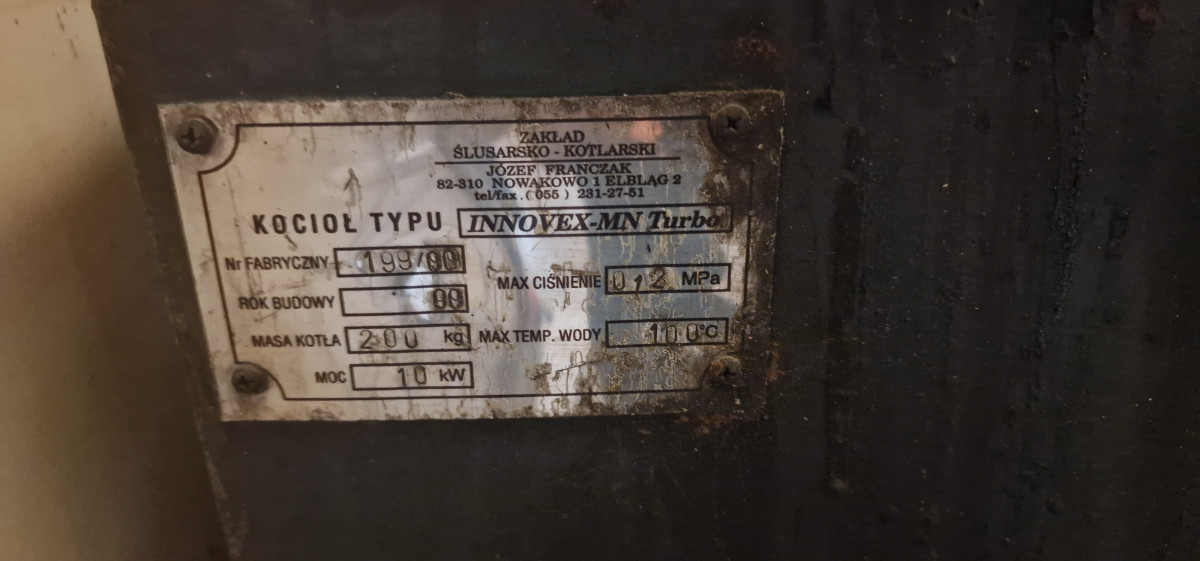 ZAKŁAD
ŚLUSARSKO - KOTLARSKI
JÓZEF FRANCZAK
82-310 NOWAKOWO 1 ELBLĄG 2
tel/fax. (055) 231-27-51
KOCIOŁ TYPU INNOVEX-MN Turbo
Nr FABRYCZNY 199/00
MAX CIŚNIENIE 0,2 MPa
ROK BUDOWY 00
MASA KOTŁA 200 kg MAX TEMP. WODY 100°C
MOC 10 kW